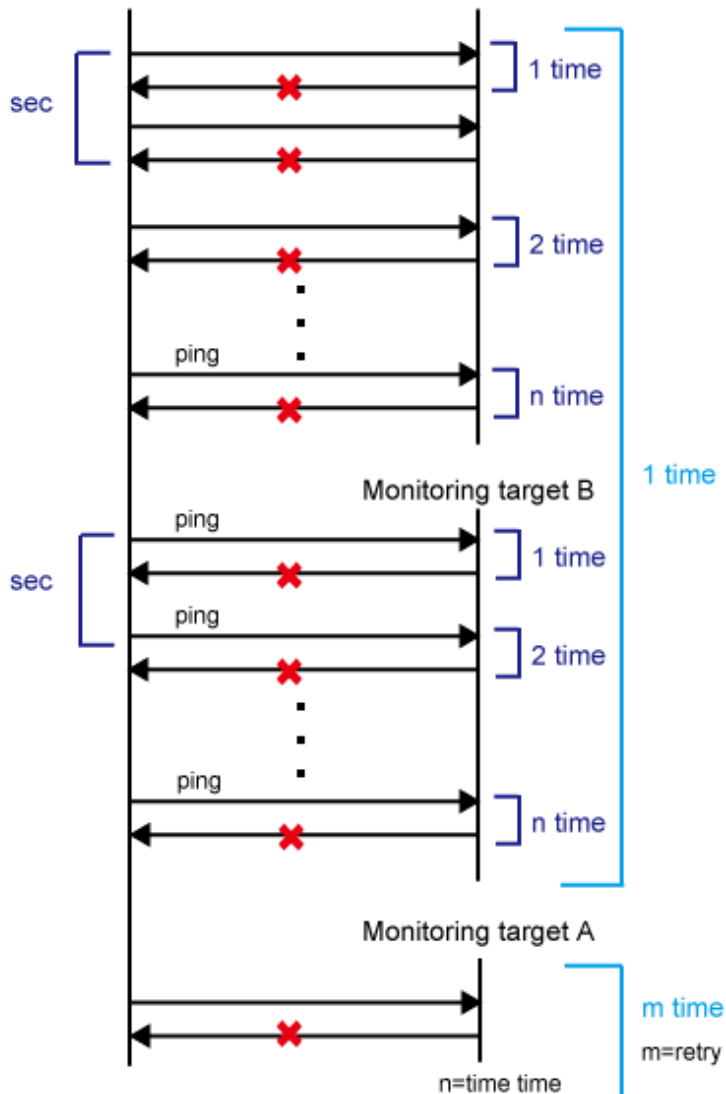 1 time
sec
2 time
ping
n time
1 time
Monitoring target B
ping
1 time
sec
ping
2 time
ping
n time
Monitoring target A
m time
m=retry
n=time time